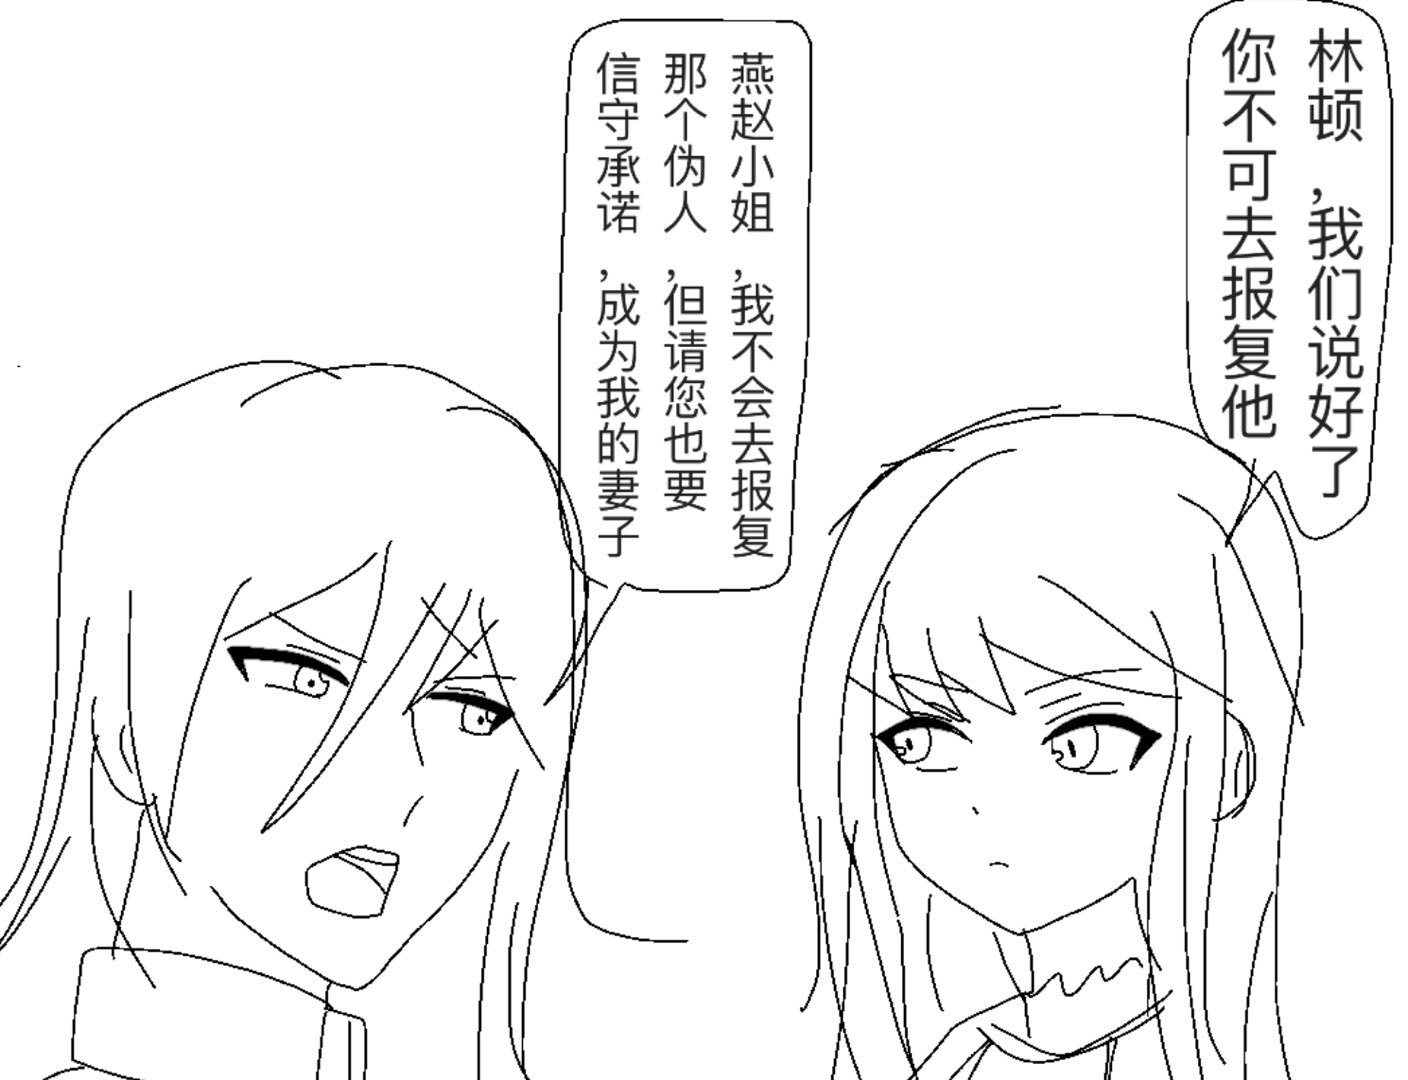 林顿，我们说好了
你不可去报复他
燕赵小姐，我不会去报复
那个伪人，但请您也要
信守承诺，成为我的妻子